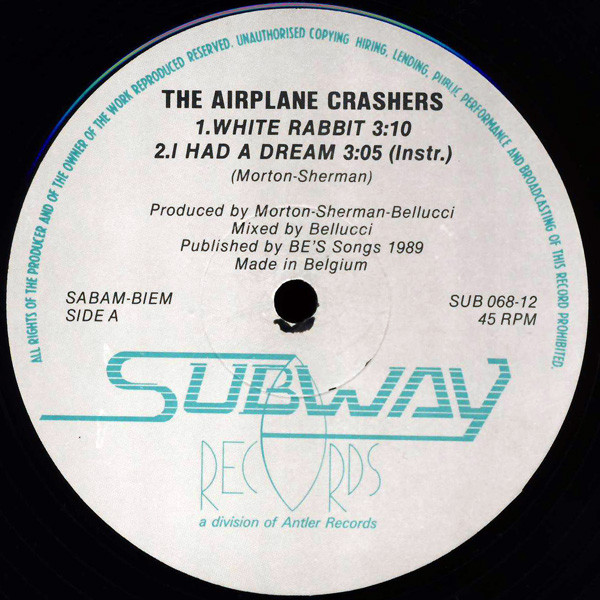 ALL RIGHTS OF THE PRODUCER AND OF THE OWNER OF THE WORK REPRODUCED RESERVED. UNAUTHORISED COPYING, HIRING, LENDING, PUBLIC PERFORMANCE AND BROADCASTING OF THIS RECORD PROHIBITED.
THE AIRPLANE CRASHERS
1.WHITE RABBIT 3:10
2.I HAD A DREAM 3:05 (Instr.)
(Morton-Sherman)
Produced by Morton-Sherman-Bellucci
Mixed by Bellucci
Published by BE'S Songs 1989
Made in Belgium
SABAM-BIEM
SIDE A
SUB 068-12
45 RPM
SUBWAY
RECORDS
a division of Antler Records